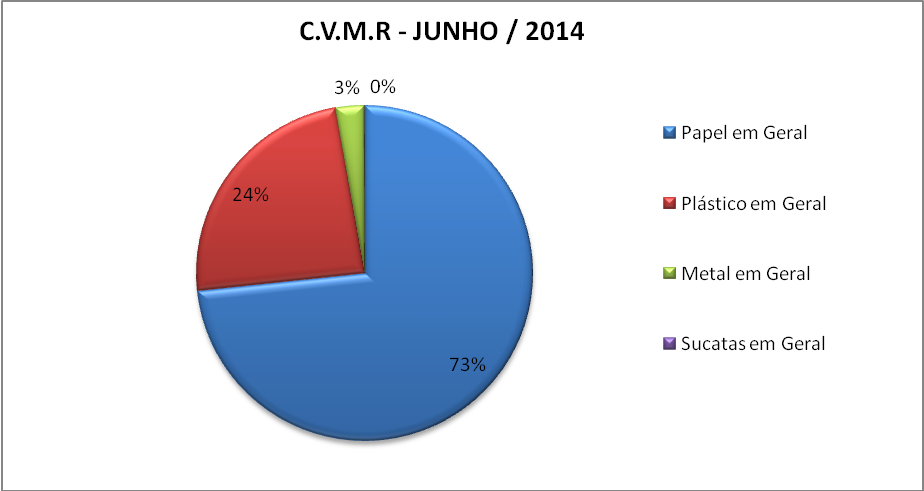 C.V.M.R - JUNHO / 2014
3%
0%
24%
73%
Papel em Geral
Plástico em Geral
Metal em Geral
Sucatas em Geral